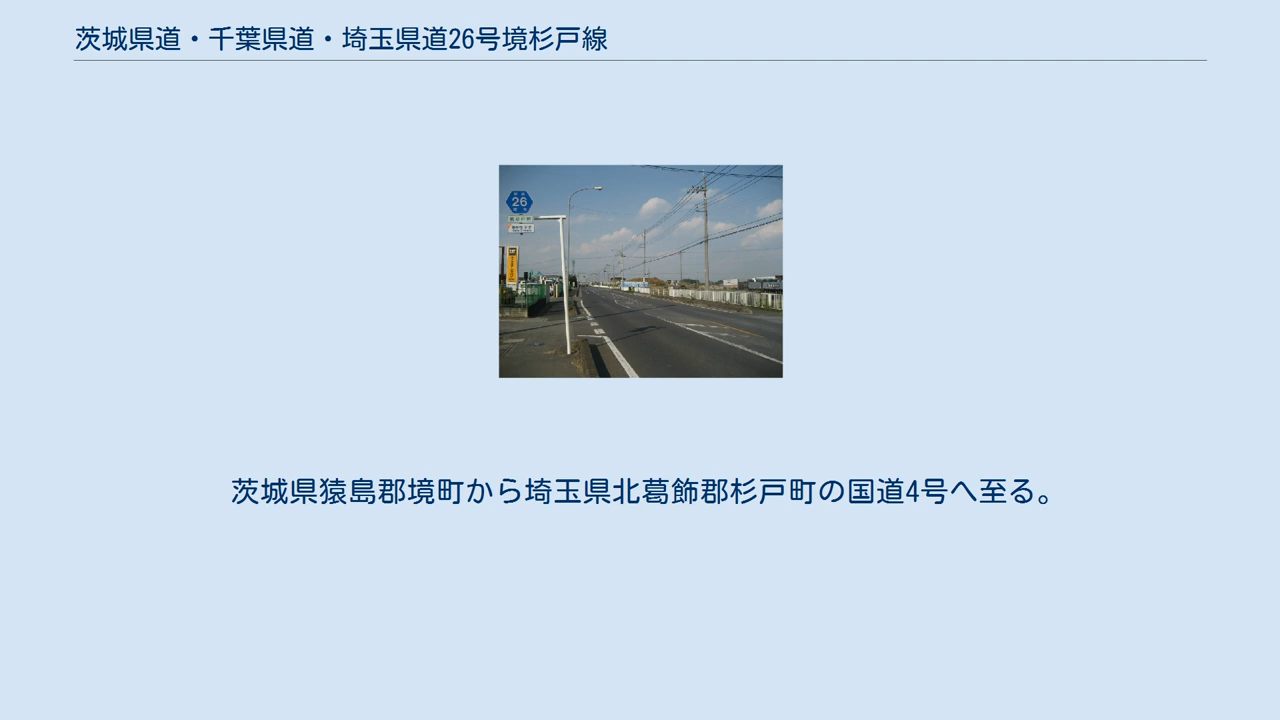 茨城県道・千葉県道・埼玉県道26号境杉戸線
26
茨城県猿島郡境町から埼玉県北葛飾郡杉戸町の国道4号へ至る。